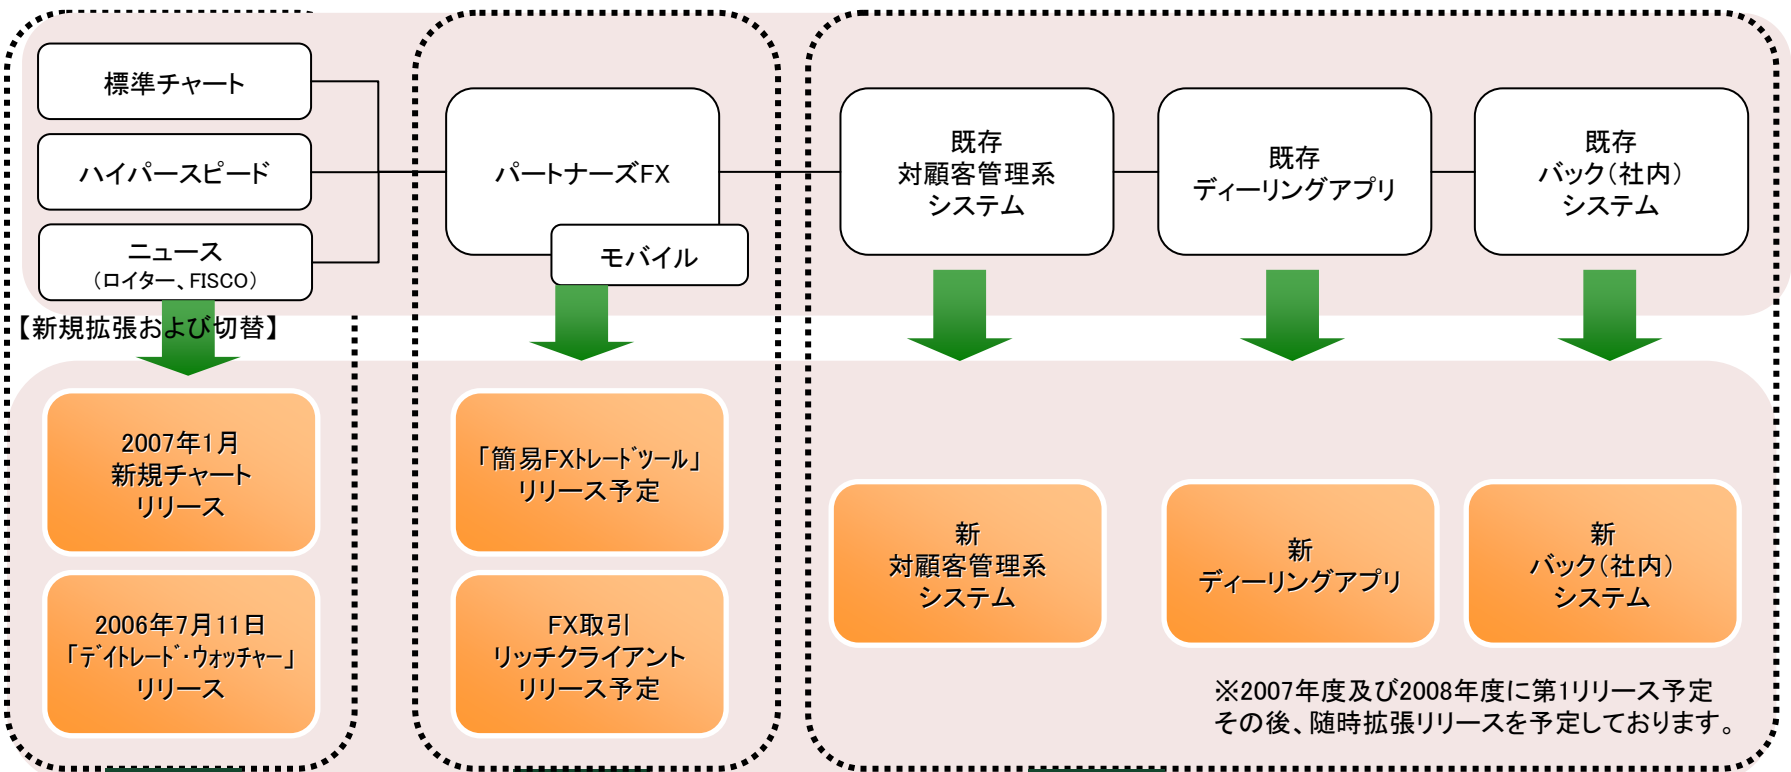 標準チャート
ハイパースピード
ニュース
（ロイター、FISCO）
パートナーズFX
モバイル
既存
対顧客管理系
システム
既存
ディーリングアプリ
既存
バック（社内）
システム
【新規拡張および切替】
2007年1月
新規チャート
リリース
2006年7月11日
「ﾃﾞｲﾄﾚｰﾄﾞ･ｳｫｯﾁｬｰ」
リリース
「簡易FXﾄﾚｰﾄﾞﾂｰﾙ」
リリース予定
FX取引
リッチクライアント
リリース予定
新
対顧客管理系
システム
新
ディーリングアプリ
新
バック（社内）
システム
※2007年度及び2008年度に第1リリース予定
その後、随時拡張リリースを予定しております。